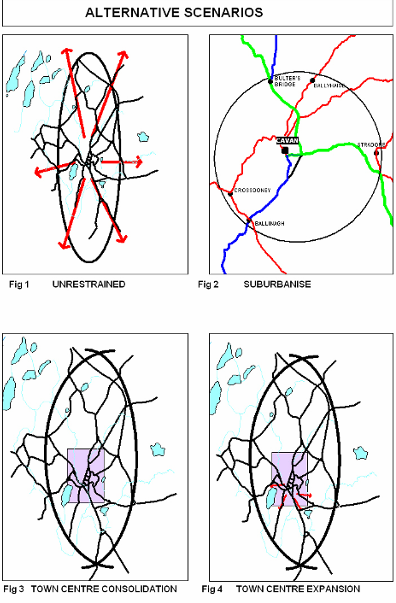 ALTERNATIVE SCENARIOS
BULTER'S
BRIDGE
BALLYHAISE
CAVAN
STRADONE
CROSSDONEY
BALLINAGH
Fig 1 UNRESTRAINED
Fig 2 SUBURBANISE
Fig 3 TOWN CENTRE CONSOLIDATION
Fig 4 TOWN CENTRE EXPANSION